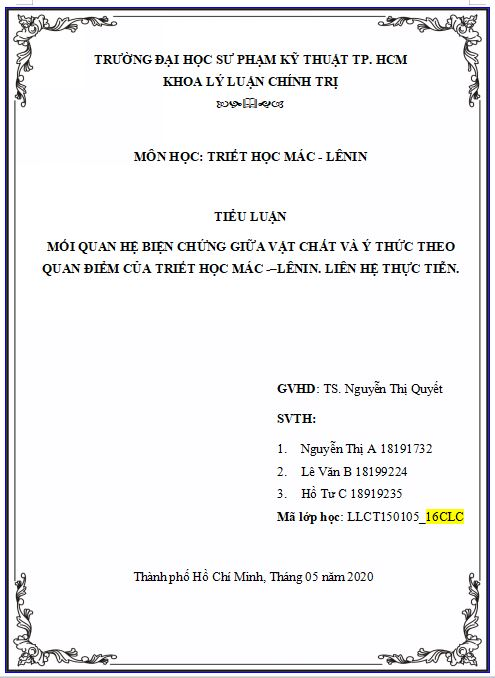 TRƯỜNG ĐẠI HỌC SƯ PHẠM KỸ THUẬT TP. HCM
KHOA LÝ LUẬN CHÍNH TRỊ
MÔN HỌC: TRIẾT HỌC MÁC - LÊNIN
TIỂU LUẬN
MỐI QUAN HỆ BIỆN CHỨNG GIỮA VẬT CHẤT VÀ Ý THỨC THEO
QUAN ĐIỂM CỦA TRIẾT HỌC MÁC -–LÊNIN. LIÊN HỆ THỰC TIỄN.
GVHD: TS. Nguyễn Thị Quyết
SVTH:
1. Nguyễn Thị A 18191732
2. Lê Văn B 18199224
3. Hồ Tư C 18919235
Mã lớp học: LLCT150105_16CLC
Thành phố Hồ Chí Minh, Tháng 05 năm 2020